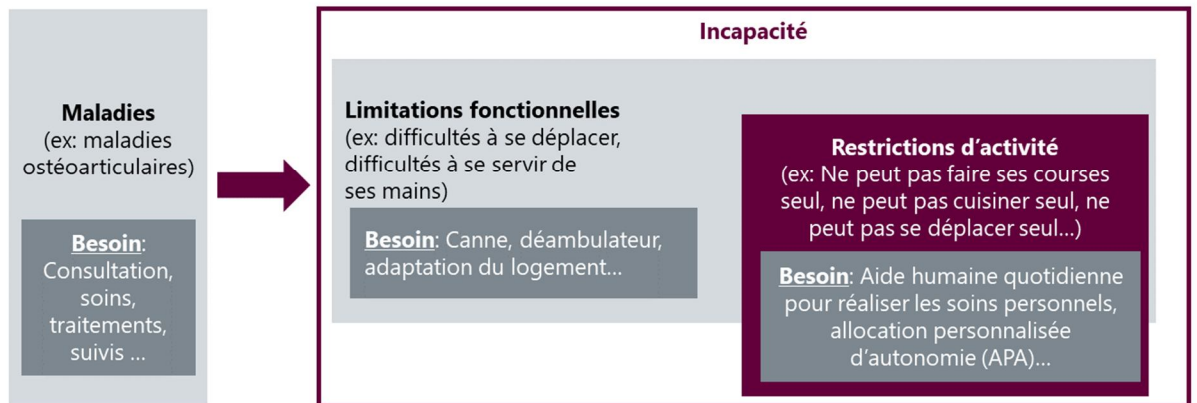 Maladies
(ex: maladies
ostéoarticulaires)
Besoin:
Consultation,
soins,
traitements,
suivis ...
Incapacité
Limitations fonctionnelles
(ex: difficultés à se déplacer,
difficultés à se servir de
ses mains)
Besoin: Canne, déambulateur,
adaptation du logement...
Restrictions d’activité
(ex: Ne peut pas faire ses courses
seul, ne peut pas cuisiner seul, ne
peut pas se déplacer seul...)
Besoin: Aide humaine quotidienne
pour réaliser les soins personnels,
allocation personnalisée
d’autonomie (APA)...